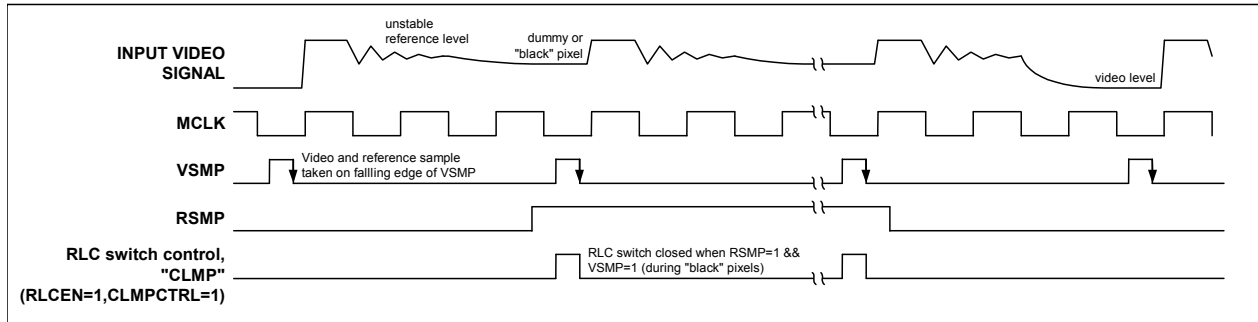 unstable
reference level
dummy or
"black" pixel
INPUT VIDEO
SIGNAL
video level
MCLK
VSMP
Video and reference sample
taken on fallling edge of VSMP
RSMP
RLC switch control,
"CLMP"
(RLCEN=1,CLMPCTRL=1)
RLC switch closed when RSMP=1 &&
VSMP=1 (during "black" pixels)